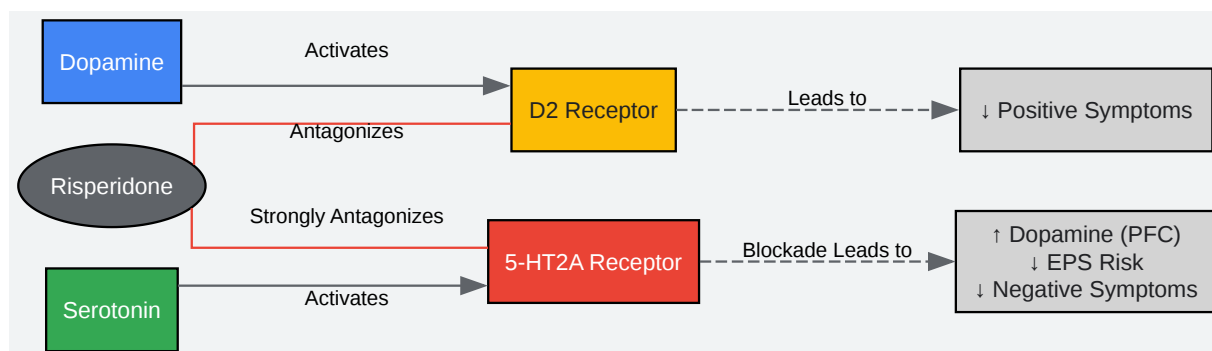 Dopamine
Activates
D2 Receptor
Leads to
↓ Positive Symptoms
Antagonizes
Risperidone
Strongly Antagonizes
5-HT2A Receptor
Blockade Leads to
↑ Dopamine (PFC)
↓ EPS Risk
↓ Negative Symptoms
Serotonin
Activates